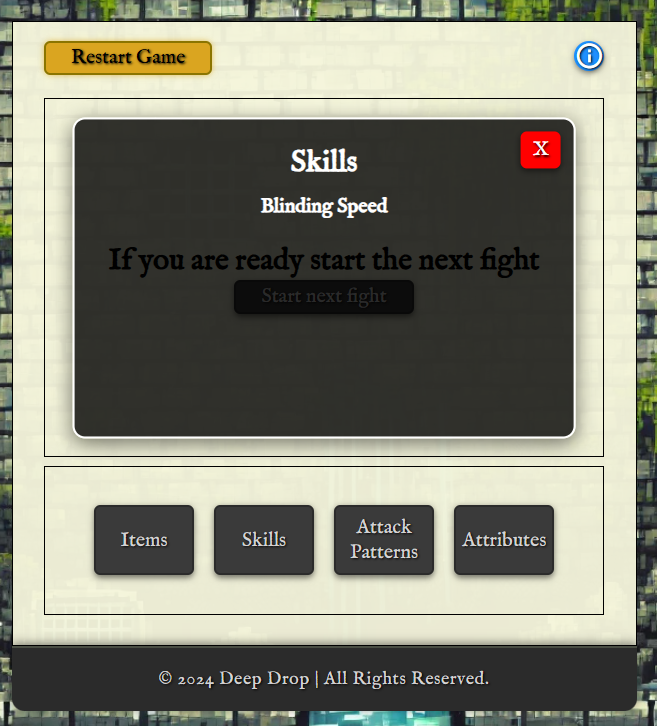 Restart Game
i
Skills
X
Blinding Speed
If you are ready start the next fight
Start next fight
Items
Skills
Attack
Patterns
Attributes
© 2024 Deep Drop | All Rights Reserved.